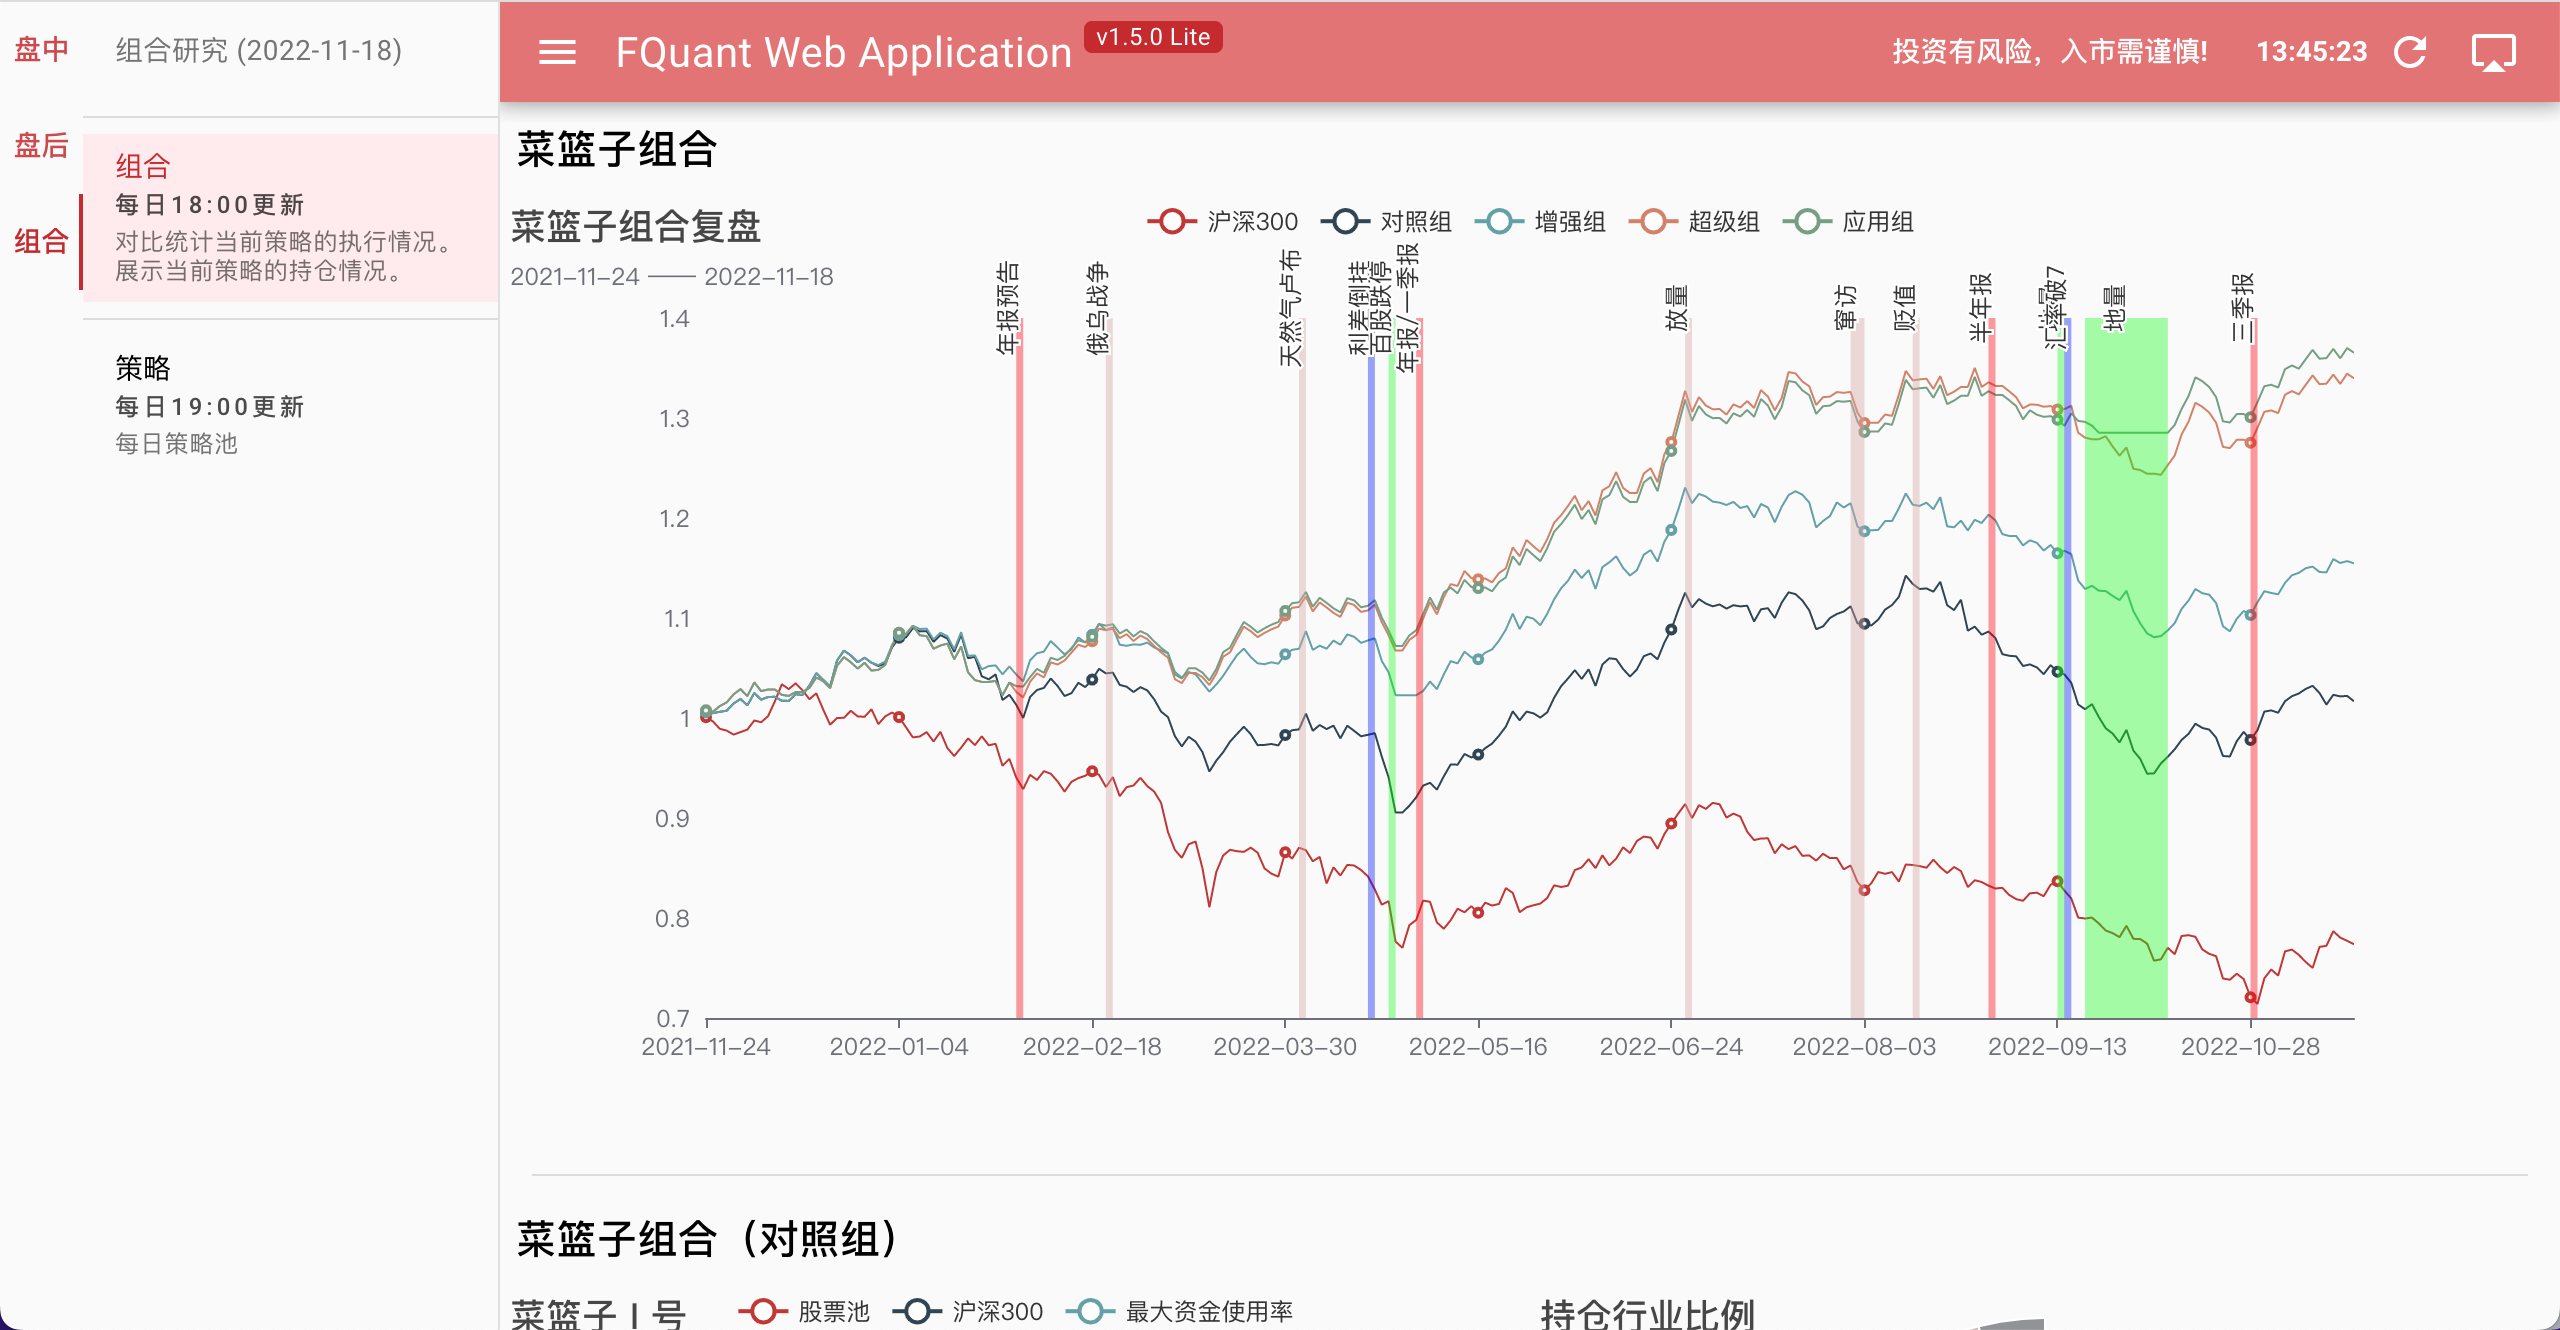 盘中
盘后
组合
组合研究 (2022-11-18)
组合
每日18:00更新
对比统计当前策略的执行情况。
展示当前策略的持仓情况。
策略
每日19:00更新
每日策略池
FQuant Web Application
v1.5.0 Lite
投资有风险，入市需谨慎!
13:45:23
菜篮子组合
菜篮子组合复盘
2021-11-24 —— 2022-11-18
沪深300
对照组
增强组
超级组
应用组
年报预告
俄乌战争
天然气卢布
利差倒挂
百股跌停
年报/一季报
放量
窜访
贬值
半年报
汇率破7
地量
三季报
1.4
1.3
1.2
1.1
1
0.9
0.8
0.7
2021-11-24
2022-01-04
2022-02-18
2022-03-30
2022-05-16
2022-06-24
2022-08-03
2022-09-13
2022-10-28
菜篮子组合（对照组）
菜篮子 I 号
股票池
沪深300
最大资金使用率
持仓行业比例